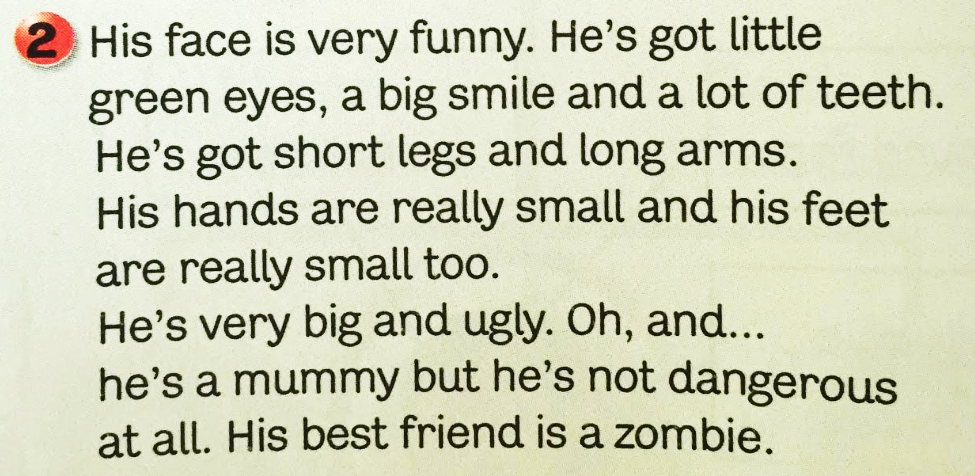 2 His face is very funny. He's got little
green eyes, a big smile and a lot of teeth.
He's got short legs and long arms.
His hands are really small and his feet
are really small too.
He's very big and ugly. Oh, and...
he's a mummy but he's not dangerous
at all. His best friend is a zombie.